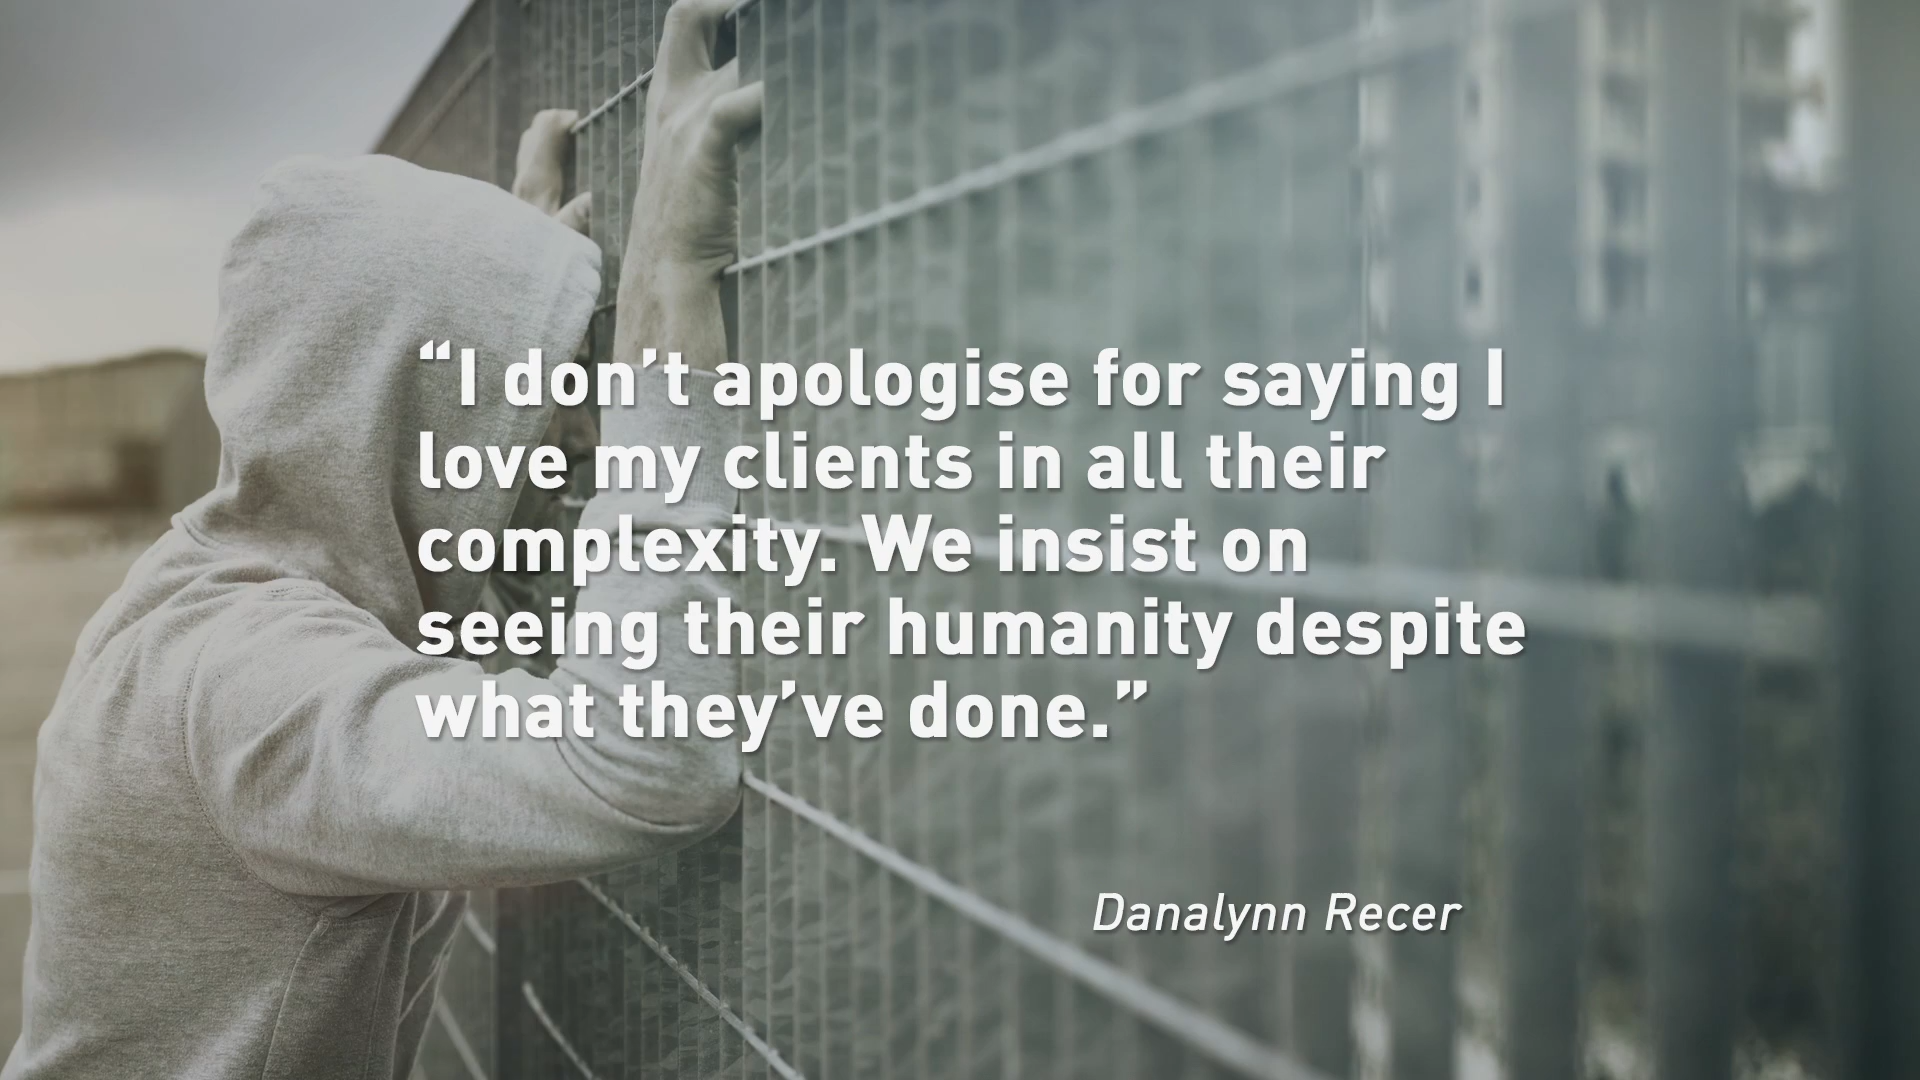 “I don’t apologise for saying I
love my clients in all their
complexity. We insist on
seeing their humanity despite
what they’ve done.”
Danalynn Recer